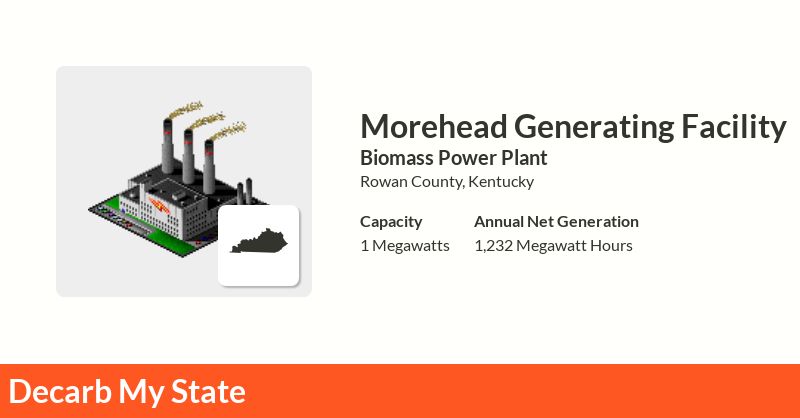 Morehead Generating Facility
Biomass Power Plant
Rowan County, Kentucky
Capacity
Annual Net Generation
1 Megawatts
1,232 Megawatt Hours
Decarb My State